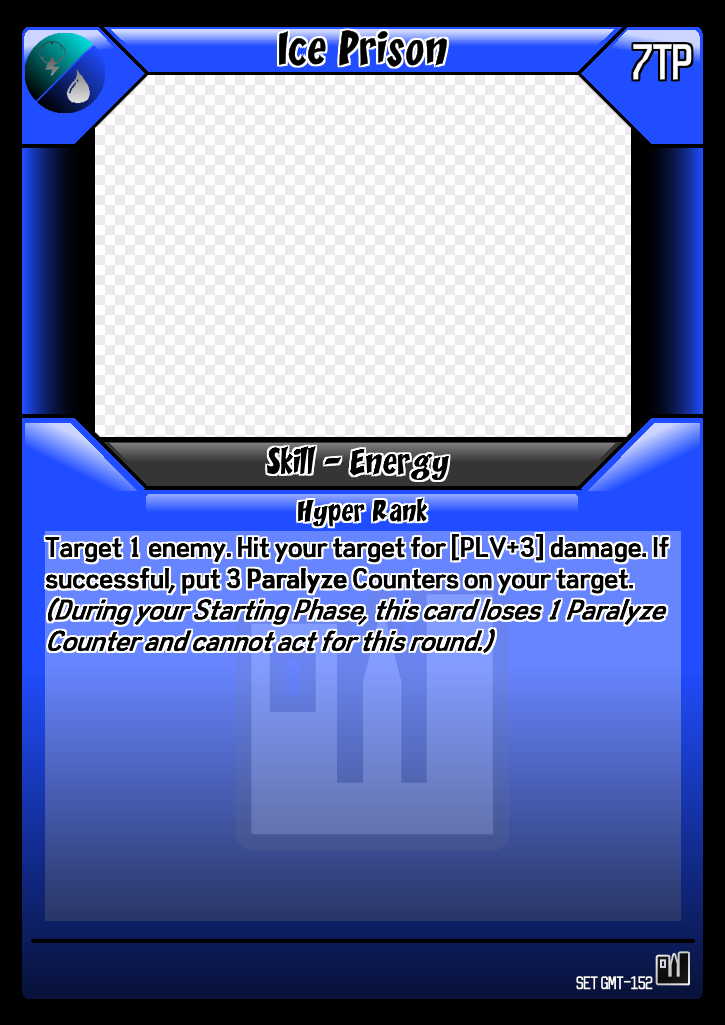 Ice Prison
7TP
Skill - Energy
Hyper Rank
Target 1 enemy. Hit your target for [PLV+3] damage. If
successful, put 3 Paralyze Counters on your target.
(During your Starting Phase, this card loses 1 Paralyze
Counter and cannot act for this round.)
SET GMT-152